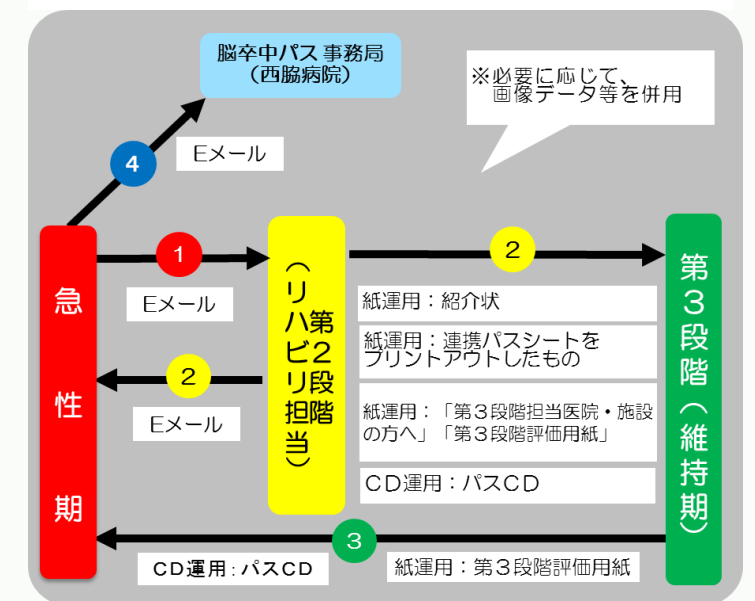 脳卒中パス事務局
（西脇病院）
※必要に応じて、
画像データ等を併用
Eメール
4
急性期
1
Eメール
2
Eメール
第2段階
（リハビリ担当）
2
紙運用：紹介状
紙運用：連携パスシートを
プリントアウトしたもの
紙運用：「第３段階担当医院・施設
の方へ」「第３段階評価用紙」
ＣＤ運用：パスＣＤ
第３段階（維持期）
3
CD運用：パスCD
紙運用：第３段階評価用紙